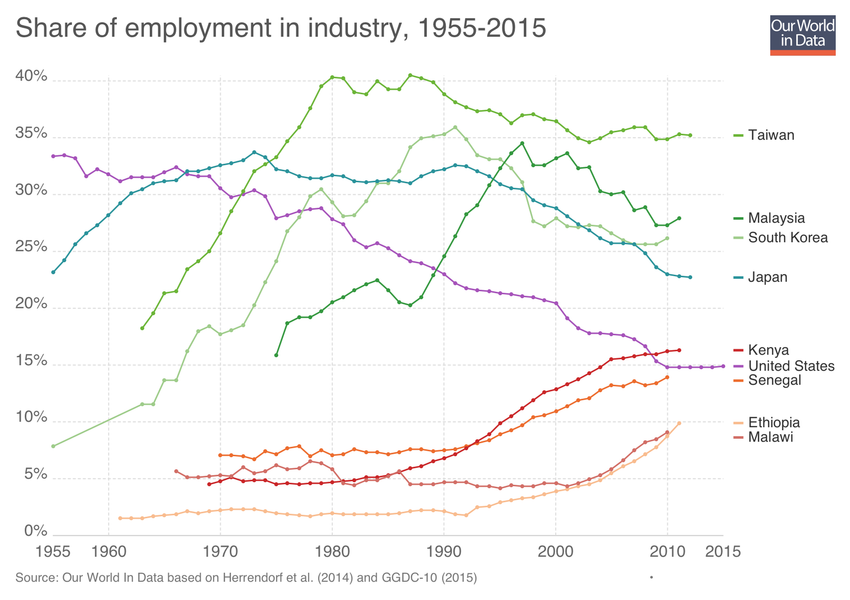 Share of employment in industry, 1955-2015
Our World
in Data
40%
35%
30%
25%
20%
15%
10%
5%
0%
Taiwan
Malaysia
South Korea
Japan
Kenya
United States
Senegal
Ethiopia
Malawi
1955 1960 1970 1980 1990 2000 2010 2015
Source: Our World In Data based on Herrendorf et al. (2014) and GGDC-10 (2015)